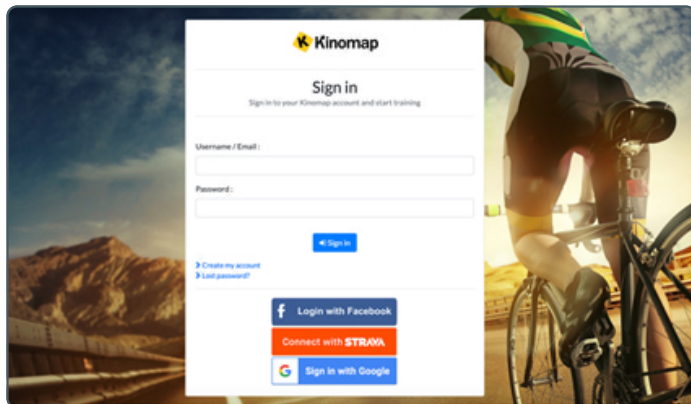 Kinomap
Sign in
Sign in to your Kinomap account and start training
Username / Email :
Password :
Sign in
Create my account
Lost password?
Login with Facebook
Connect with STRAVA
Sign in with Google